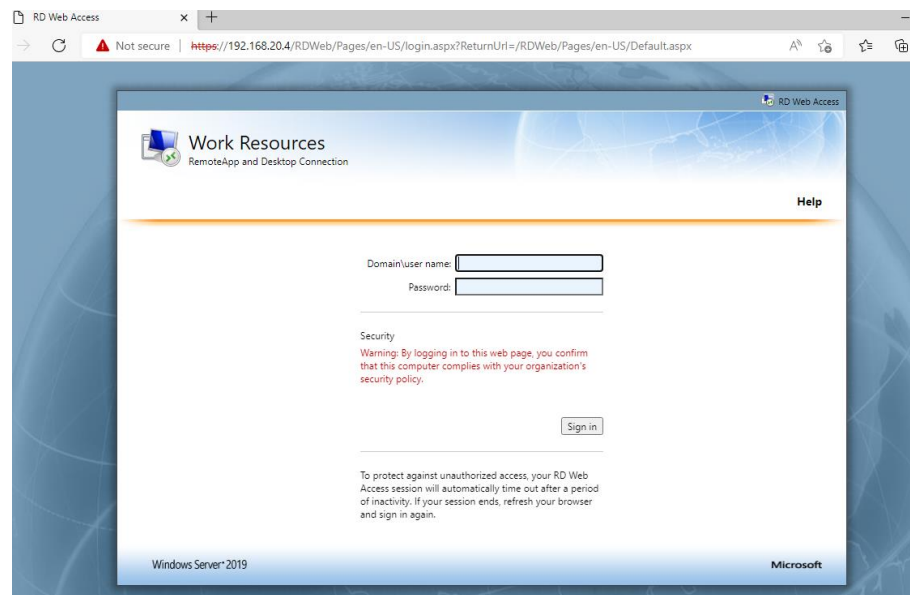 RD Web Access
Not secure https://192.168.20.4/RDWeb/Pages/en-US/login.aspx?ReturnUrl=/RDWeb/Pages/en-US/Default.aspx
RD Web Access
Work Resources
RemoteApp and Desktop Connection
Help
Domain\user name:
Password:
Security
Warning: By logging in to this web page, you confirm
that this computer complies with your organization's
security policy.
Sign in
To protect against unauthorized access, your RD Web
Access session will automatically time out after a period
of inactivity. If your session ends, refresh your browser
and sign in again.
Windows Server 2019
Microsoft